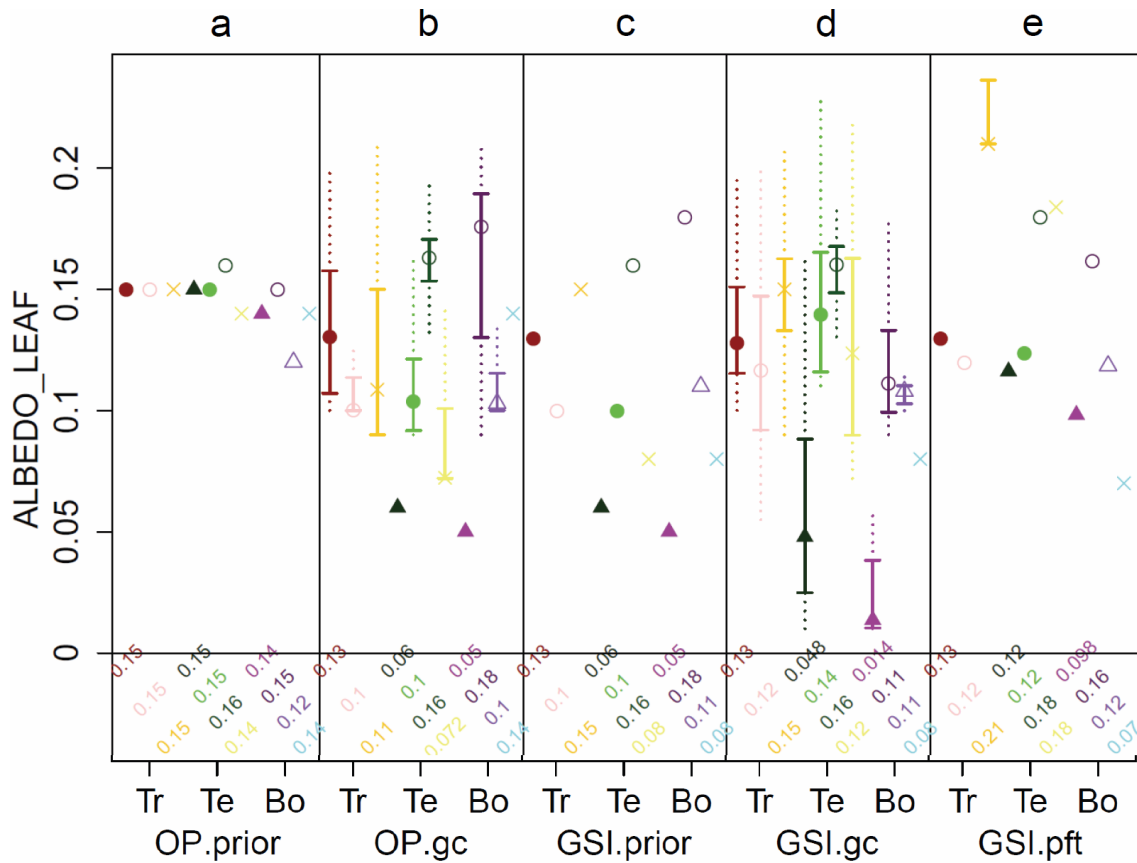 a b c d e
ALBEDO_LEAF
0.2
0.15
0.1
0.05
0
0.15 0.15 0.15 0.15 0.15 0.16 0.14 0.14 0.15 0.12 0.14
0.13 0.1 0.11 0.06 0.1 0.16 0.072 0.05 0.18 0.1 0.14
0.13 0.1 0.15 0.06 0.1 0.16 0.08 0.05 0.18 0.11 0.08
0.13 0.12 0.15 0.048 0.14 0.16 0.12 0.014 0.11 0.11 0.08
0.13 0.12 0.21 0.12 0.12 0.18 0.18 0.098 0.16 0.12 0.07
Tr Te Bo Tr Te Bo Tr Te Bo Tr Te Bo Tr Te Bo
OP.prior OP.gc GSI.prior GSI.gc GSI.pft